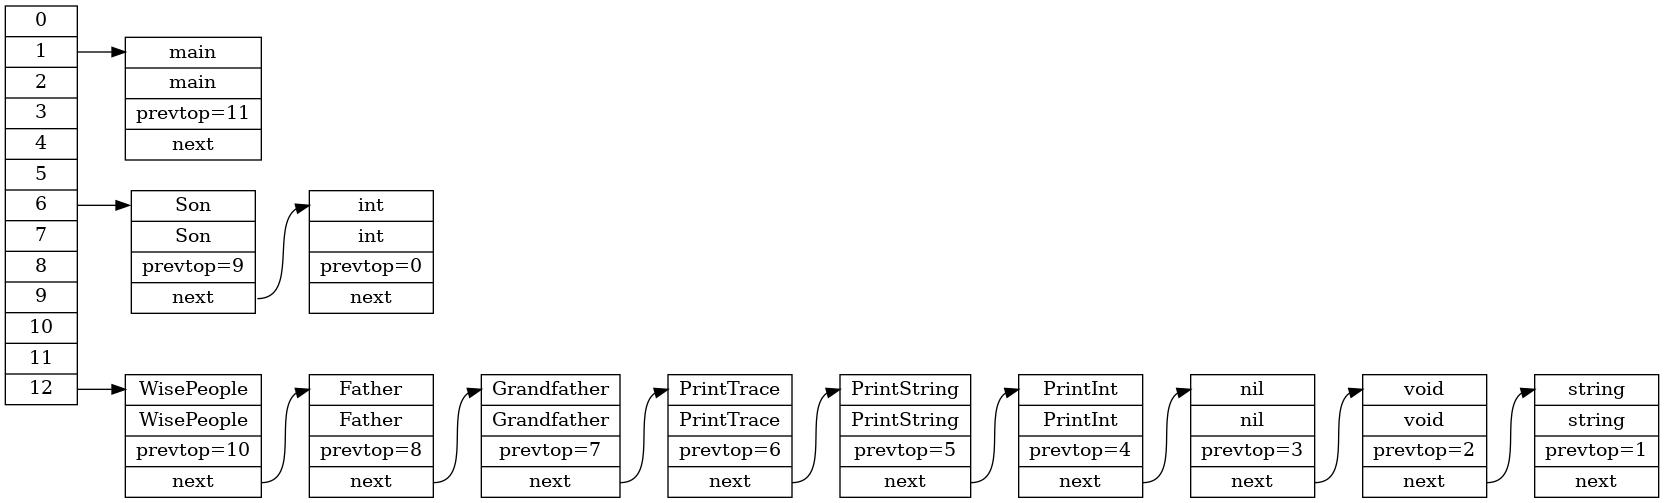 0
1
2
3
4
5
6
7
8
9
10
11
12
main
main
prevtop=11
next
Son
Son
prevtop=9
next
int
int
prevtop=0
next
WisePeople
WisePeople
prevtop=10
next
Father
Father
prevtop=8
next
Grandfather
Grandfather
prevtop=7
next
PrintTrace
PrintTrace
prevtop=6
next
PrintString
PrintString
prevtop=5
next
PrintInt
PrintInt
prevtop=4
next
nil
nil
prevtop=3
next
void
void
prevtop=2
next
string
string
prevtop=1
next